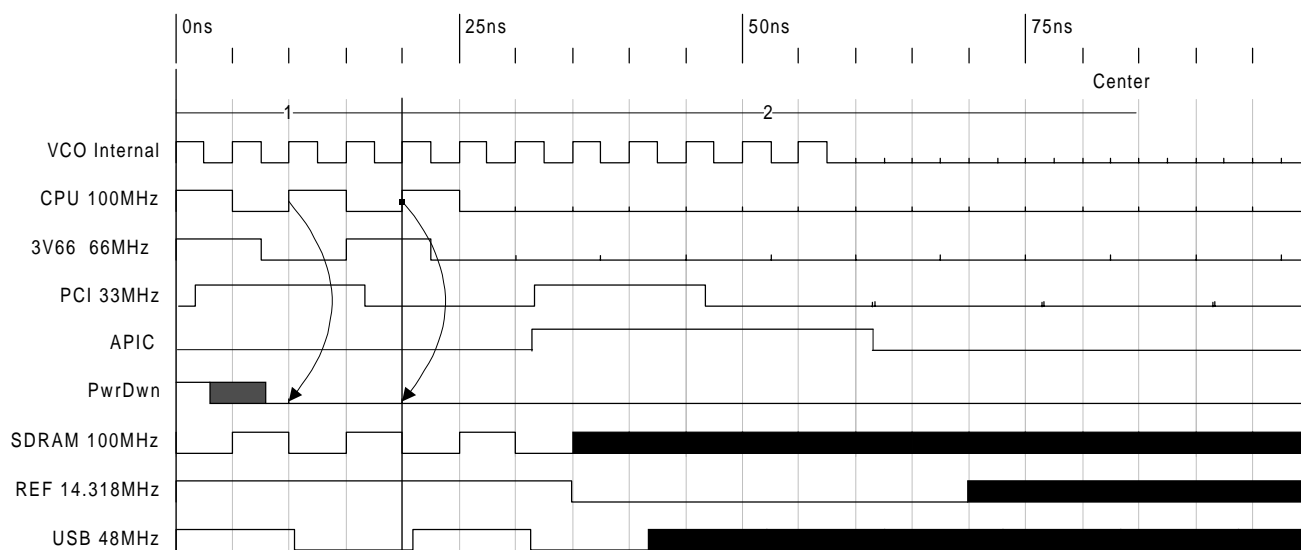 0ns 25ns 50ns 75ns
Center
1 2
VCO Internal
CPU 100MHz
3V66 66MHz
PCI 33MHz
APIC
PwrDwn
SDRAM 100MHz
REF 14.318MHz
USB 48MHz